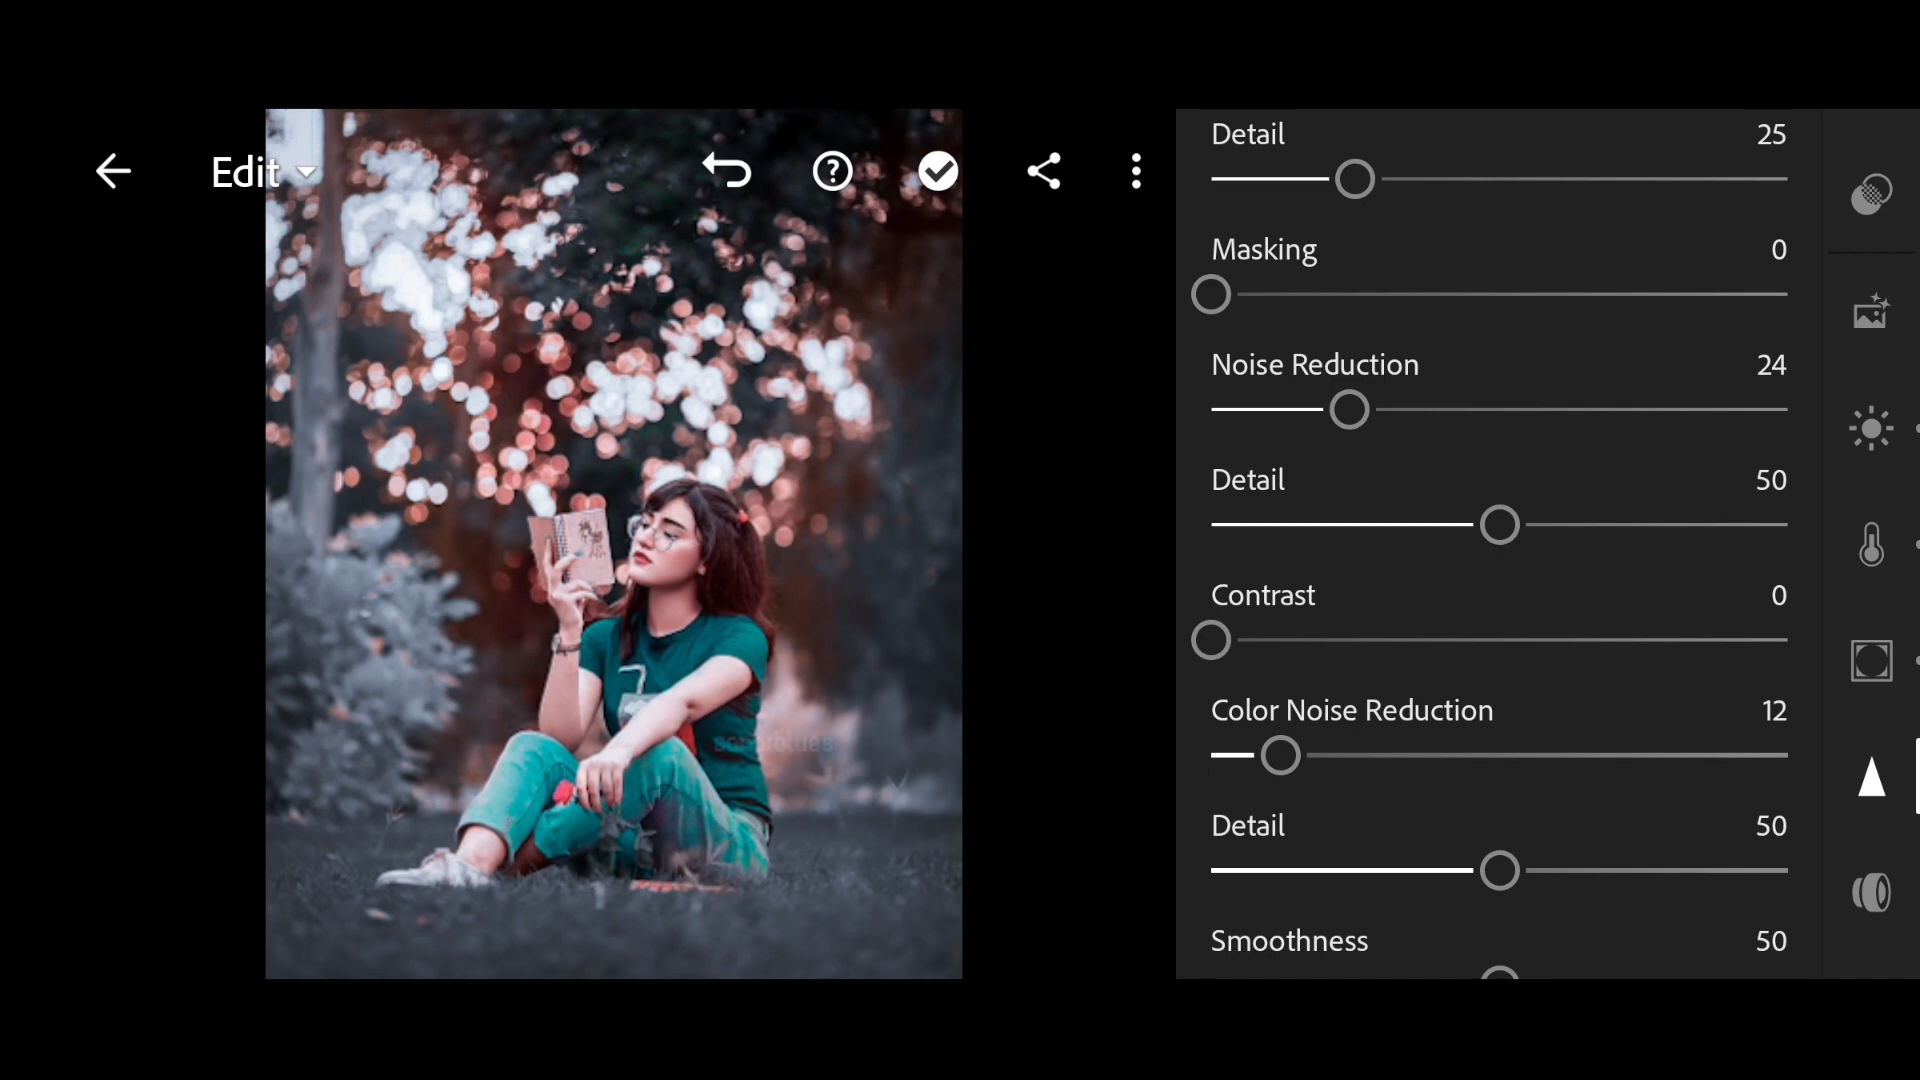 Edit
Detail 25
Masking 0
Noise Reduction 24
Detail 50
Contrast 0
Color Noise Reduction 12
Detail 50
Smoothness 50